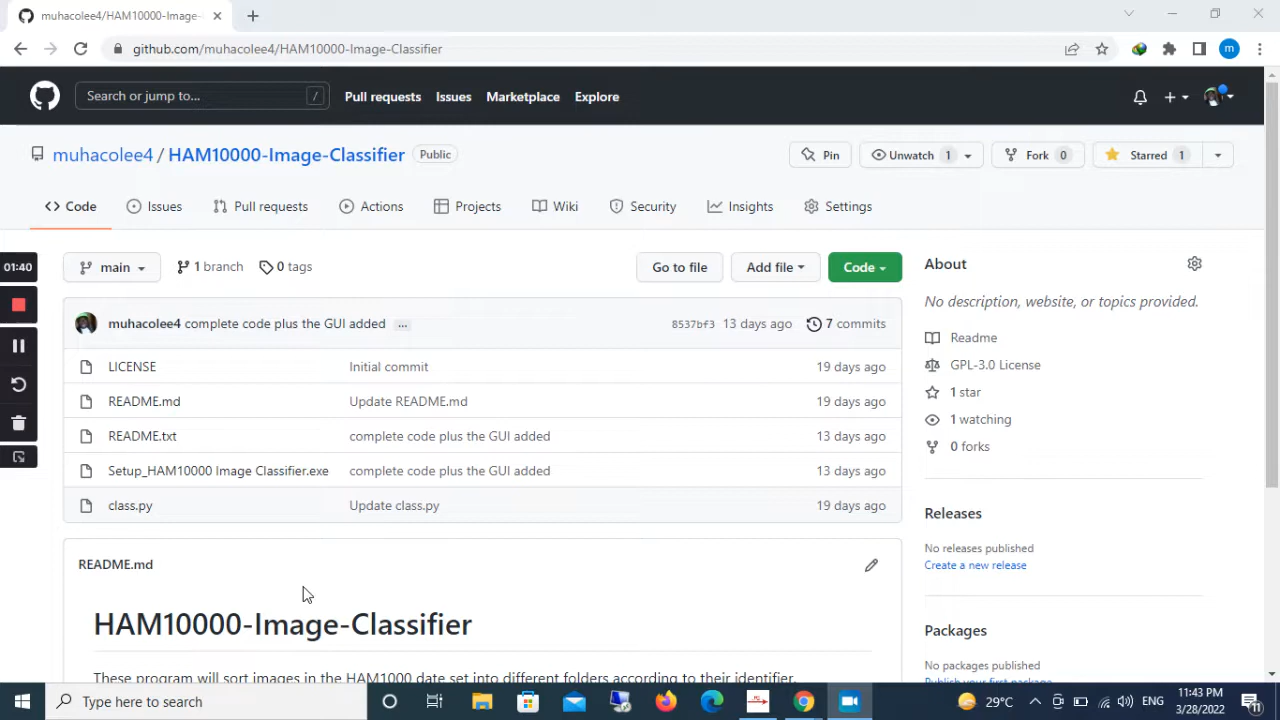 muhacolee4/HAM10000-Image-
github.com/muhacolee4/HAM10000-Image-Classifier
m
Search or jump to...
/
Pull requests
Issues
Marketplace
Explore
muhacolee4 / HAM10000-Image-Classifier
Public
Pin
Unwatch 1
Fork 0
Starred 1
Code
Issues
Pull requests
Actions
Projects
Wiki
Security
Insights
Settings
01:40
main
1 branch
0 tags
Go to file
Add file
Code
muhacolee4 complete code plus the GUI added ...
8537bf3 13 days ago
7 commits
LICENSE Initial commit 19 days ago
README.md Update README.md 19 days ago
README.txt complete code plus the GUI added 13 days ago
Setup_HAM10000 Image Classifier.exe complete code plus the GUI added 13 days ago
class.py Update class.py 19 days ago
README.md
HAM10000-Image-Classifier
These program will sort images in the HAM1000 date set into different folders according to their identifier.
About
No description, website, or topics provided.
Readme
GPL-3.0 License
1 star
1 watching
0 forks
Releases
No releases published
Create a new release
Packages
No packages published
Publish your first package
Type here to search
29°C
ENG
11:43 PM
3/28/2022
11